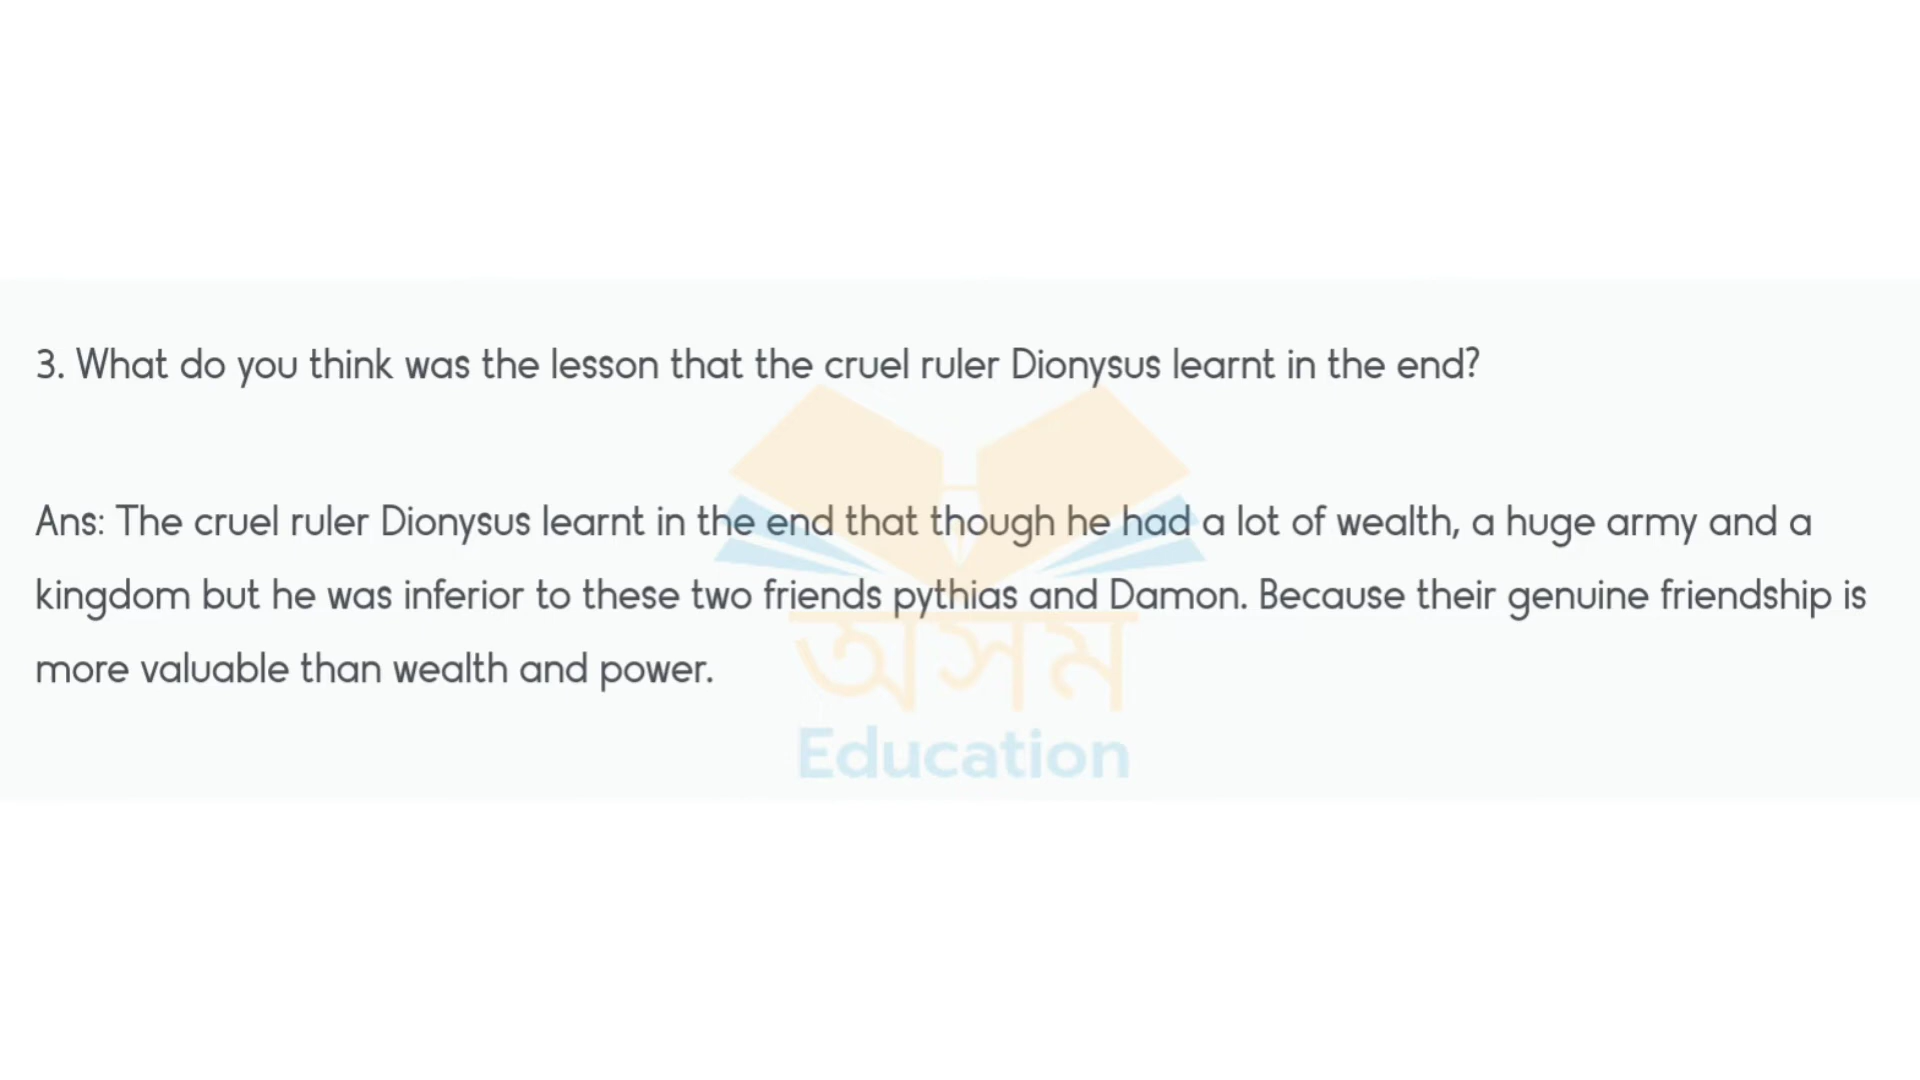 3. What do you think was the lesson that the cruel ruler Dionysus learnt in the end?
Ans: The cruel ruler Dionysus learnt in the end that though he had a lot of wealth, a huge army and a
kingdom but he was inferior to these two friends pythias and Damon. Because their genuine friendship is
more valuable than wealth and power.
অসম
Education